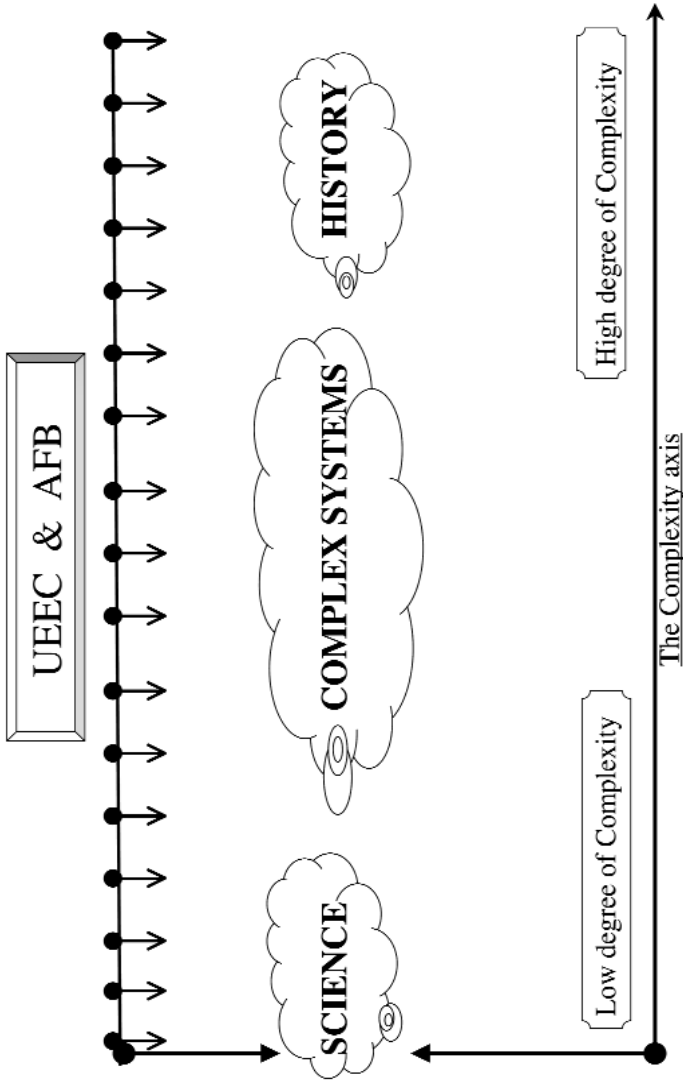 UEEC & AFB
SCIENCE
COMPLEX SYSTEMS
HISTORY
Low degree of Complexity
High degree of Complexity
The Complexity axis